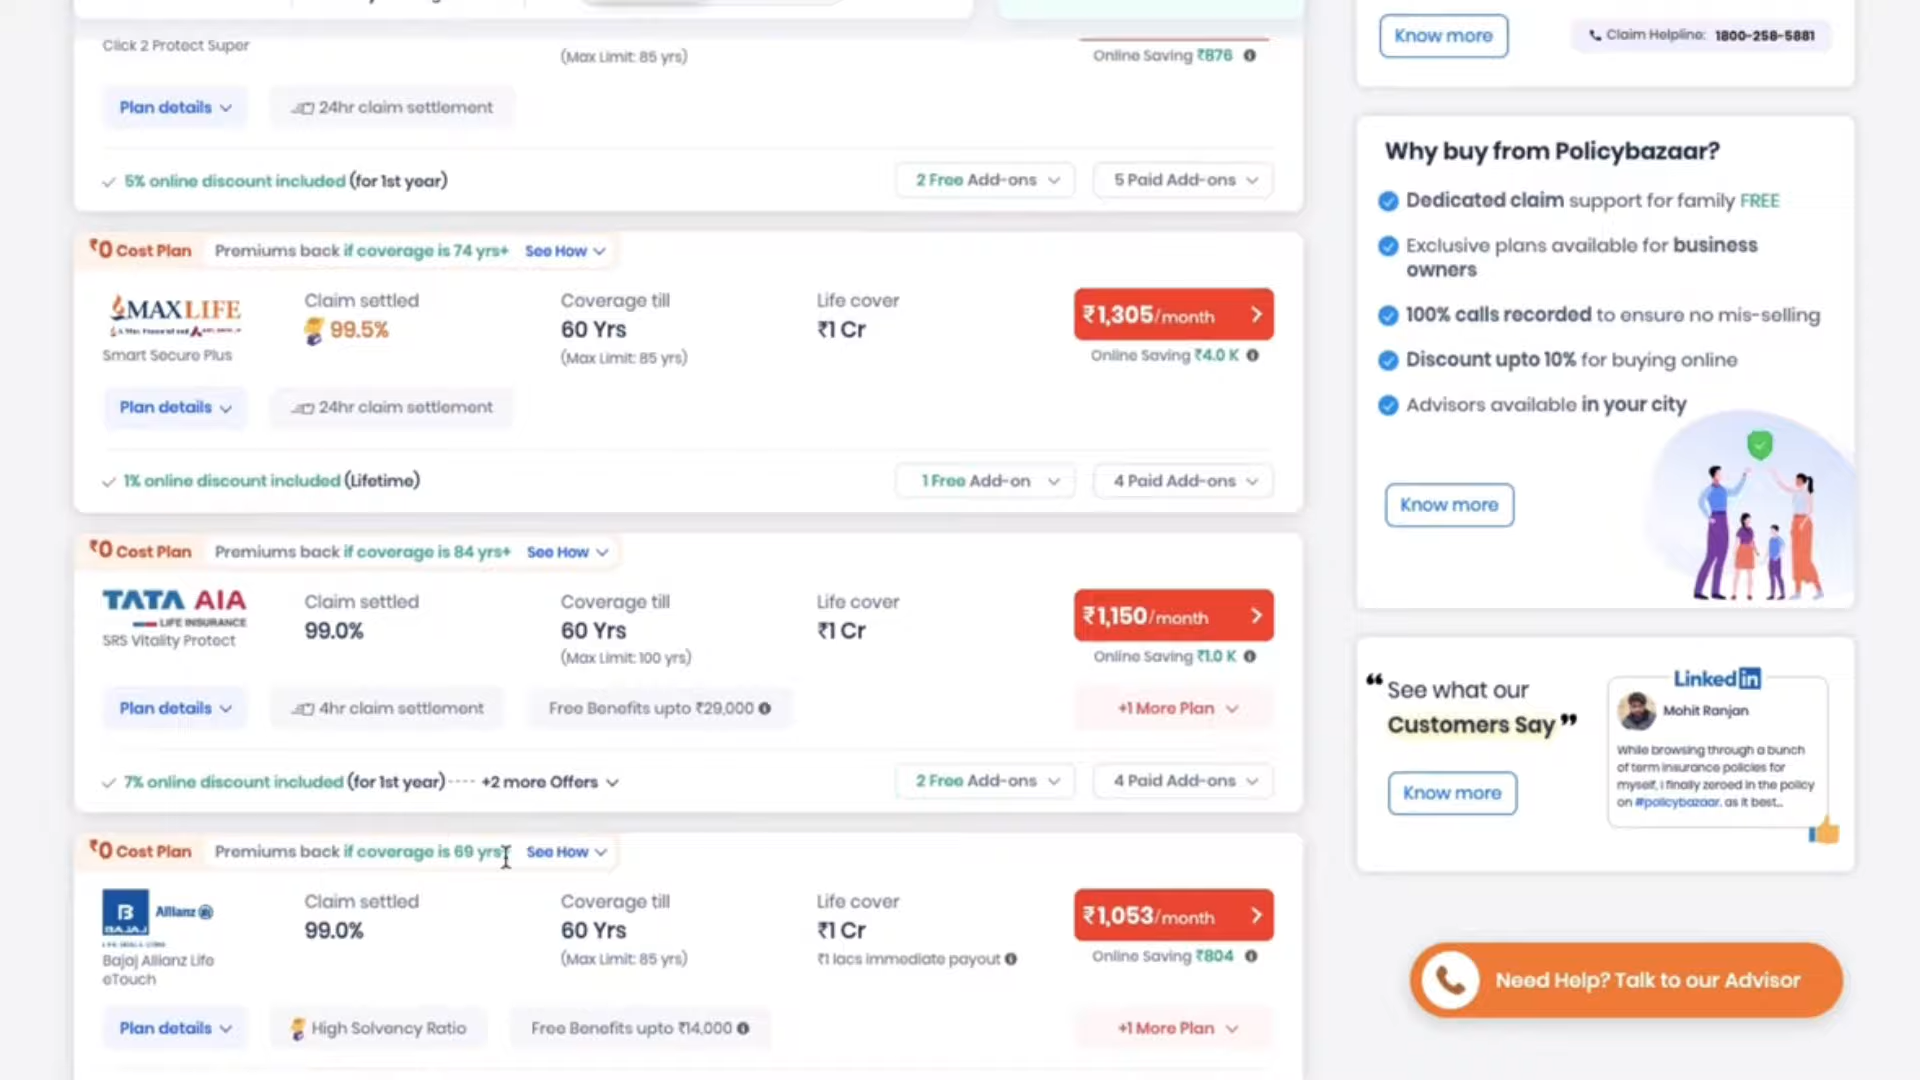 Click 2 Protect Super
(Max Limit: 85 yrs)
Online Saving ₹876
Plan details
24hr claim settlement
5% online discount included (for 1st year)
2 Free Add-ons
5 Paid Add-ons
₹0 Cost Plan
Premiums back if coverage is 74 yrs+
See How
MAX LIFE
Smart Secure Plus
Claim settled
99.5%
Coverage till
60 Yrs
(Max Limit: 85 yrs)
Life cover
₹1 Cr
₹1,305/month
Online Saving ₹4.0 K
Plan details
24hr claim settlement
1% online discount included (Lifetime)
1 Free Add-on
4 Paid Add-ons
₹0 Cost Plan
Premiums back if coverage is 84 yrs+
See How
TATA AIA
LIFE INSURANCE
SRS Vitality Protect
Claim settled
99.0%
Coverage till
60 Yrs
(Max Limit: 100 yrs)
Life cover
₹1 Cr
₹1,150/month
Online Saving ₹1.0 K
Plan details
4hr claim settlement
Free Benefits upto ₹29,000
+1 More Plan
7% online discount included (for 1st year)
+2 more Offers
2 Free Add-ons
4 Paid Add-ons
₹0 Cost Plan
Premiums back if coverage is 69 yrs
See How
B
BAJAJ
Allianz
Bajaj Allianz Life
eTouch
Claim settled
99.0%
Coverage till
60 Yrs
(Max Limit: 85 yrs)
Life cover
₹1 Cr
₹1 lacs immediate payout
₹1,053/month
Online Saving ₹804
Plan details
High Solvency Ratio
Free Benefits upto ₹14,000
+1 More Plan
Know more
Claim Helpline: 1800-258-5881
Why buy from Policybazaar?
Dedicated claim support for family FREE
Exclusive plans available for business
owners
100% calls recorded to ensure no mis-selling
Discount upto 10% for buying online
Advisors available in your city
Know more
“See what our
Customers Say”
Know more
Linkedin
Mohit Ranjan
While browsing through a bunch
of term insurance policies for
myself, i finally zeroed in the policy
on #policybazaar. as it best...
Need Help? Talk to our Advisor